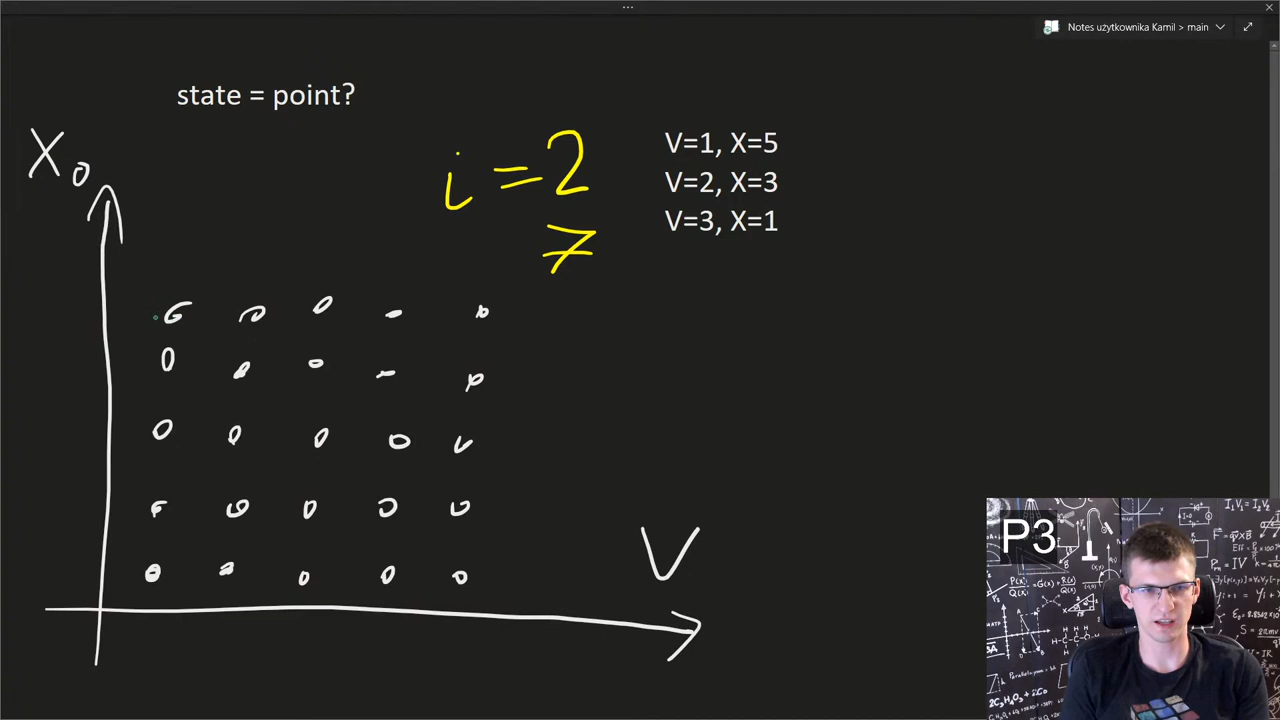 Notes użytkownika Kamil > main
state = point?
X₀
i = 2
7
V=1, X=5
V=2, X=3
V=3, X=1
V
P3